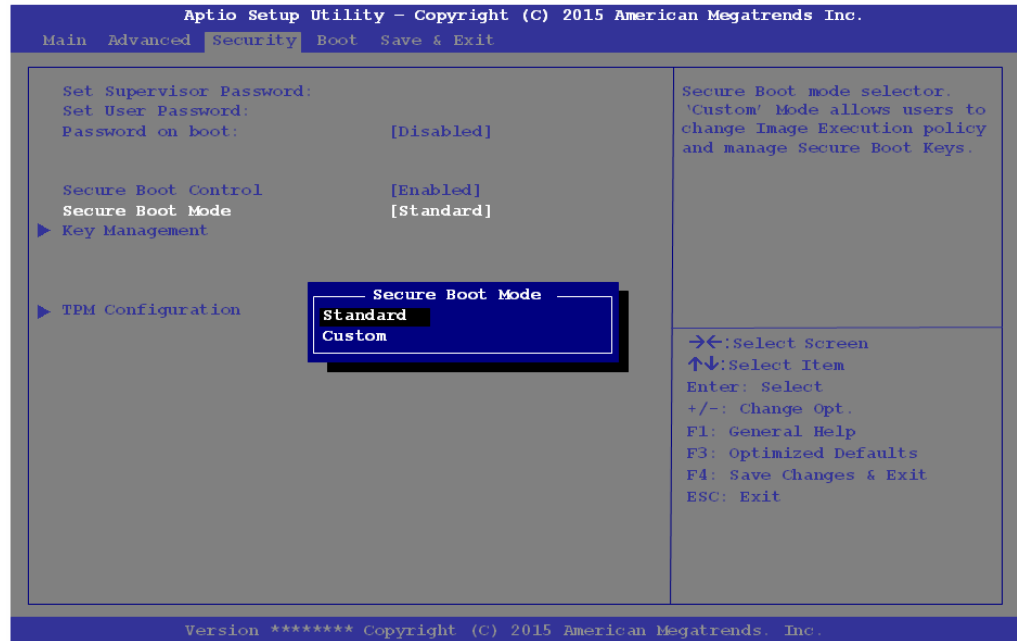 Aptio Setup Utility – Copyright (C) 2015 American Megatrends Inc.
Main Advanced Security Boot Save & Exit
Set Supervisor Password:
Set User Password:
Password on boot: [Disabled]
Secure Boot Control [Enabled]
Secure Boot Mode [Standard]
▶ Key Management
▶ TPM Configuration
Secure Boot Mode
Standard
Custom
Secure Boot mode selector.
'Custom' Mode allows users to
change Image Execution policy
and manage Secure Boot Keys.
→←:Select Screen
↑↓:Select Item
Enter: Select
+/-: Change Opt.
F1: General Help
F3: Optimized Defaults
F4: Save Changes & Exit
ESC: Exit
Version ******** Copyright (C) 2015 American Megatrends. Inc.